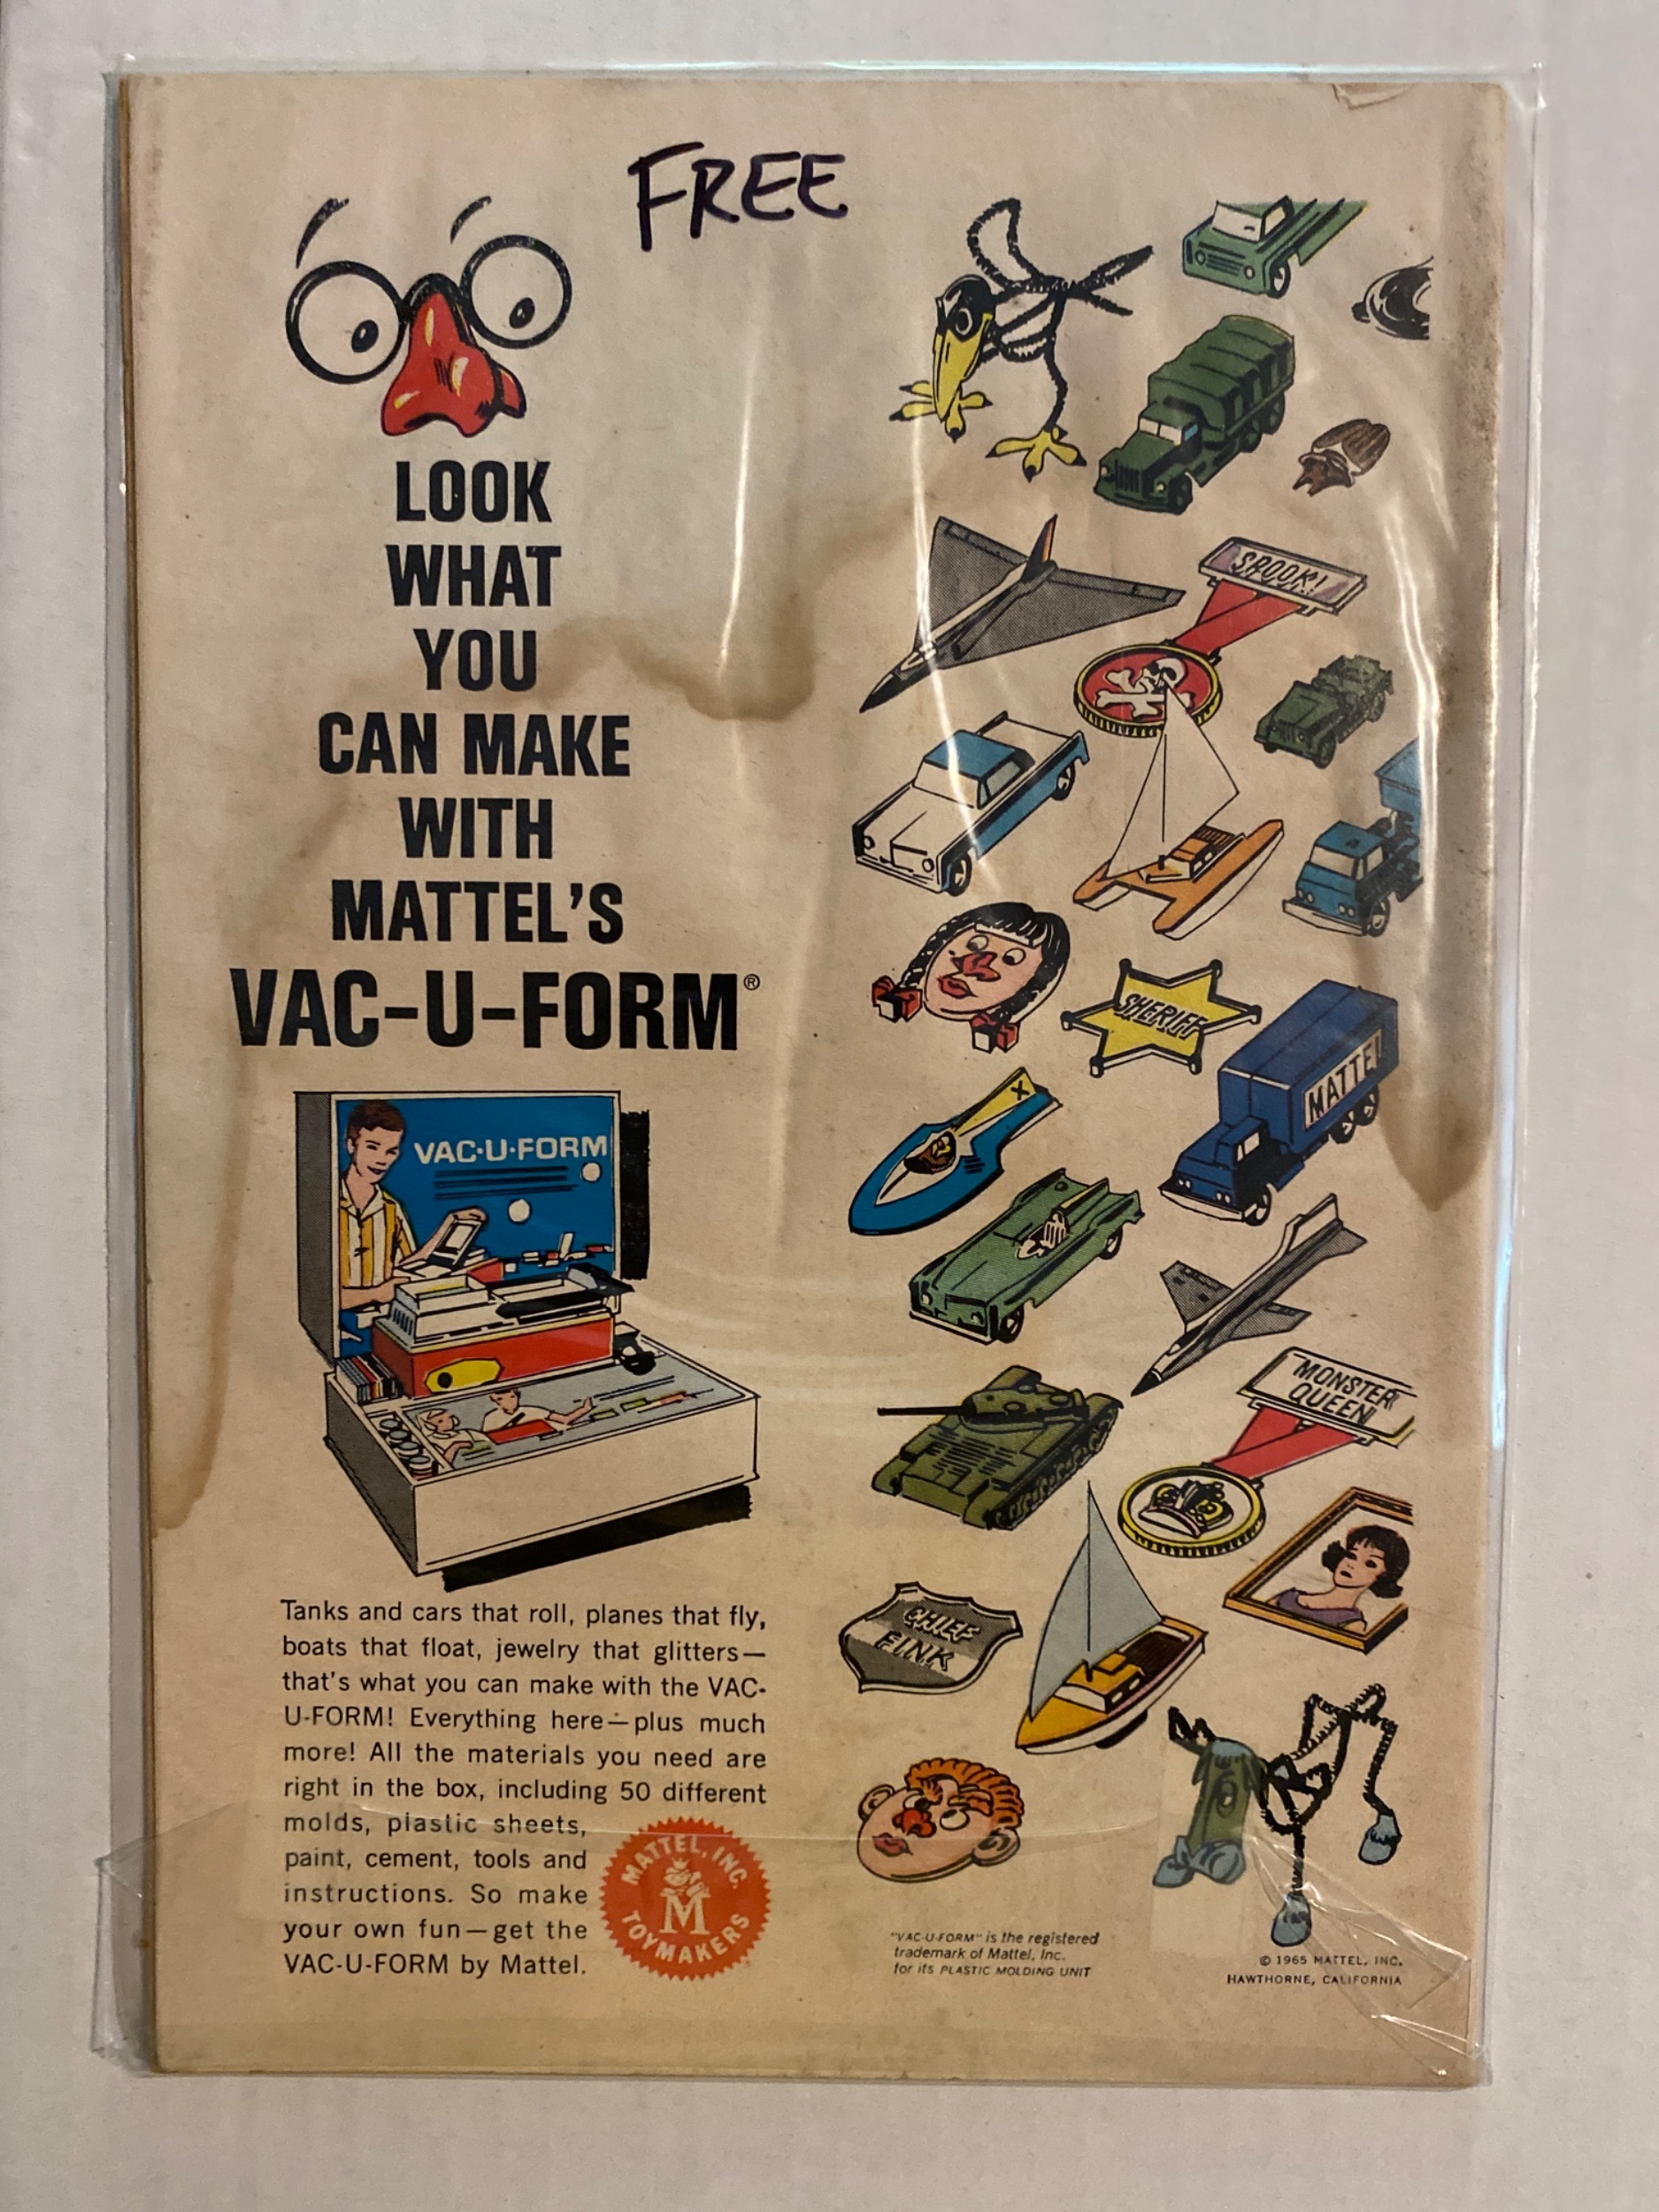 FREE
LOOK
WHAT
YOU
CAN MAKE
WITH
MATTEL'S
VAC-U-FORM®
VAC·U·FORM
Tanks and cars that roll, planes that fly,
boats that float, jewelry that glitters—
that's what you can make with the VAC-
U-FORM! Everything here—plus much
more! All the materials you need are
right in the box, including 50 different
molds, plastic sheets,
paint, cement, tools and
instructions. So make
your own fun—get the
VAC-U-FORM by Mattel.
MATTEL, INC.
M
TOYMAKERS
SPOOK!
SHERIFF
MATTEL
X
MONSTER
QUEEN
CHIEF
FINK
"VAC-U-FORM" is the registered
trademark of Mattel, Inc.
for its PLASTIC MOLDING UNIT
© 1965 MATTEL, INC.
HAWTHORNE, CALIFORNIA